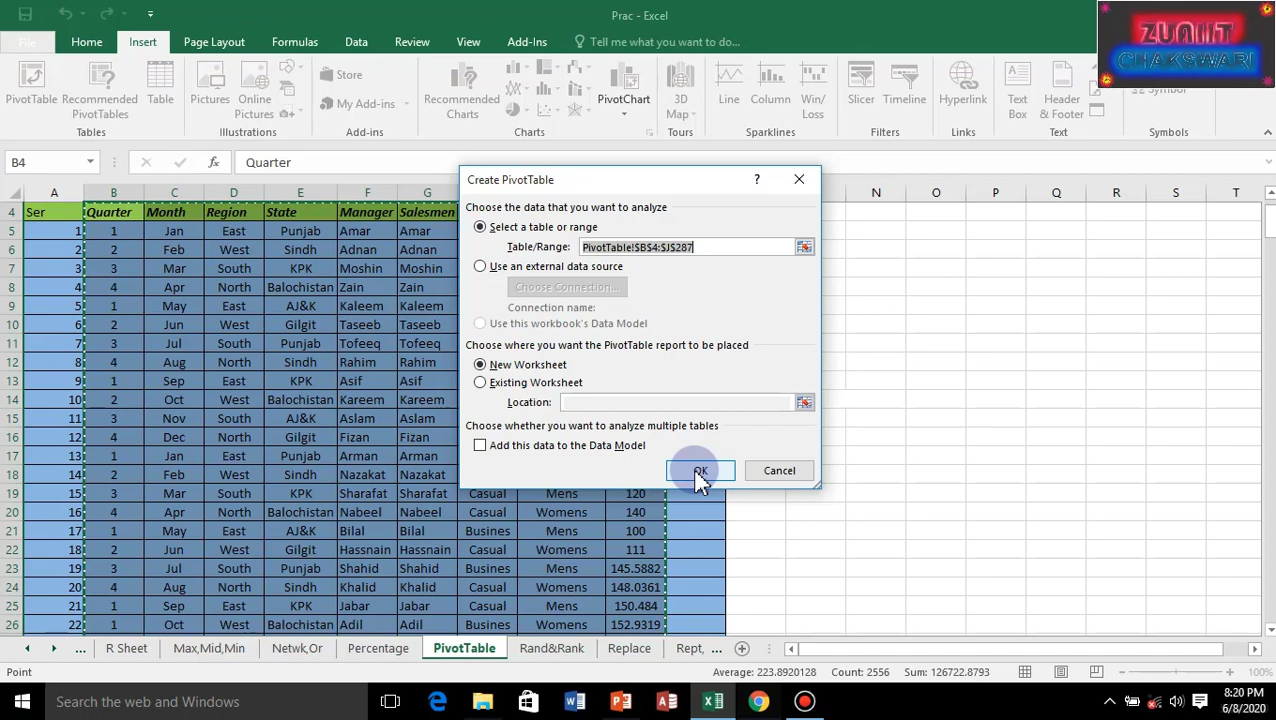 Prac - Excel
ZUNIT
CHAKSWARI
File Home Insert Page Layout Formulas Data Review View Add-Ins Tell me what you want to do...
PivotTable Recommended PivotTables Table Pictures Online Pictures Store My Add-ins Recommended Charts PivotChart 3D Map Line Column Win/Loss Slicer Timeline Hyperlink Text Box Header & Footer Symbol
Tables Illustrations Add-ins Charts Tours Sparklines Filters Links Text Symbols
B4 fx Quarter
A B C D E F G N O P Q R S T
4 Ser Quarter Month Region State Manager Salesmen
5 1 1 Jan East Punjab Amar Amar
6 2 2 Feb West Sindh Adnan Adnan
7 3 3 Mar East KPK Moshin Moshin
8 4 4 Apr North Balochistan Zain Zain
9 5 1 May East AJ&K Kaleem Kaleem
10 6 2 Jun West Gilgit Taseeb Taseeb
11 7 3 Jul South Punjab Tofeeq Tofeeq
12 8 4 Aug North Sindh Rahim Rahim
13 9 1 Sep East KPK Asif Asif
14 10 2 Oct West Balochistan Kareem Kareem
15 11 3 Nov South AJ&K Aslam Aslam
16 12 4 Dec North Gilgit Fizan Fizan
17 13 1 Jan East Punjab Arman Arman
18 14 2 Feb West Sindh Nazakat Nazakat
19 15 3 Mar South KPK Sharafat Sharafat Casual Mens 120
20 16 4 Apr North Balochistan Nabeel Nabeel Casual Womens 140
21 17 1 May East AJ&K Bilal Bilal Busines Mens 100
22 18 2 Jun West Gilgit Hassnain Hassnain Casual Womens 111
23 19 3 Jul South Punjab Shahid Shahid Busines Mens 145.5882
24 20 4 Aug North Sindh Khalid Khalid Casual Womens 148.0361
25 21 1 Sep East KPK Jabar Jabar Casual Mens 150.484
26 22 1 Oct West Balochistan Adil Adil Busines Womens 152.9319
Create PivotTable ?
Choose the data that you want to analyze
Select a table or range
Table/Range: PivotTable!$B$4:$J$287
Use an external data source
Choose Connection...
Connection name:
Use this workbook's Data Model
Choose where you want the PivotTable report to be placed
New Worksheet
Existing Worksheet
Location:
Choose whether you want to analyze multiple tables
Add this data to the Data Model
OK Cancel
... R Sheet Max,Mid,Min Netwk,Or Percentage PivotTable Rand&Rank Replace Rept, ...
Point Average: 223.8920128 Count: 2556 Sum: 126722.8793 100%
Search the web and Windows
8:20 PM
6/8/2020